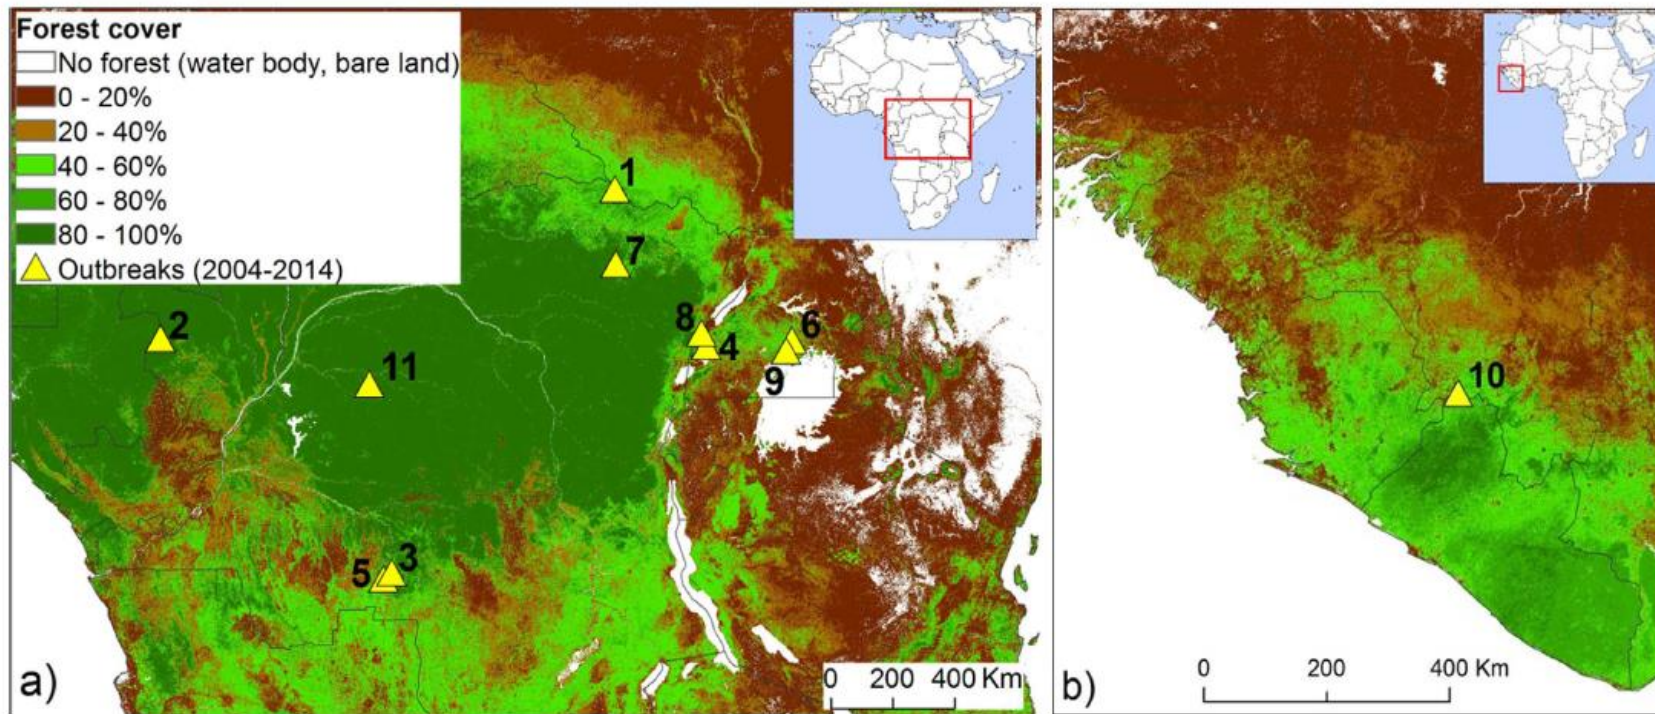 Forest cover
No forest (water body, bare land)
0 - 20%
20 - 40%
40 - 60%
60 - 80%
80 - 100%
Outbreaks (2004-2014)
1
7
2
8
4
6
9
11
3
5
a)
0 200 400 Km
10
b)
0 200 400 Km